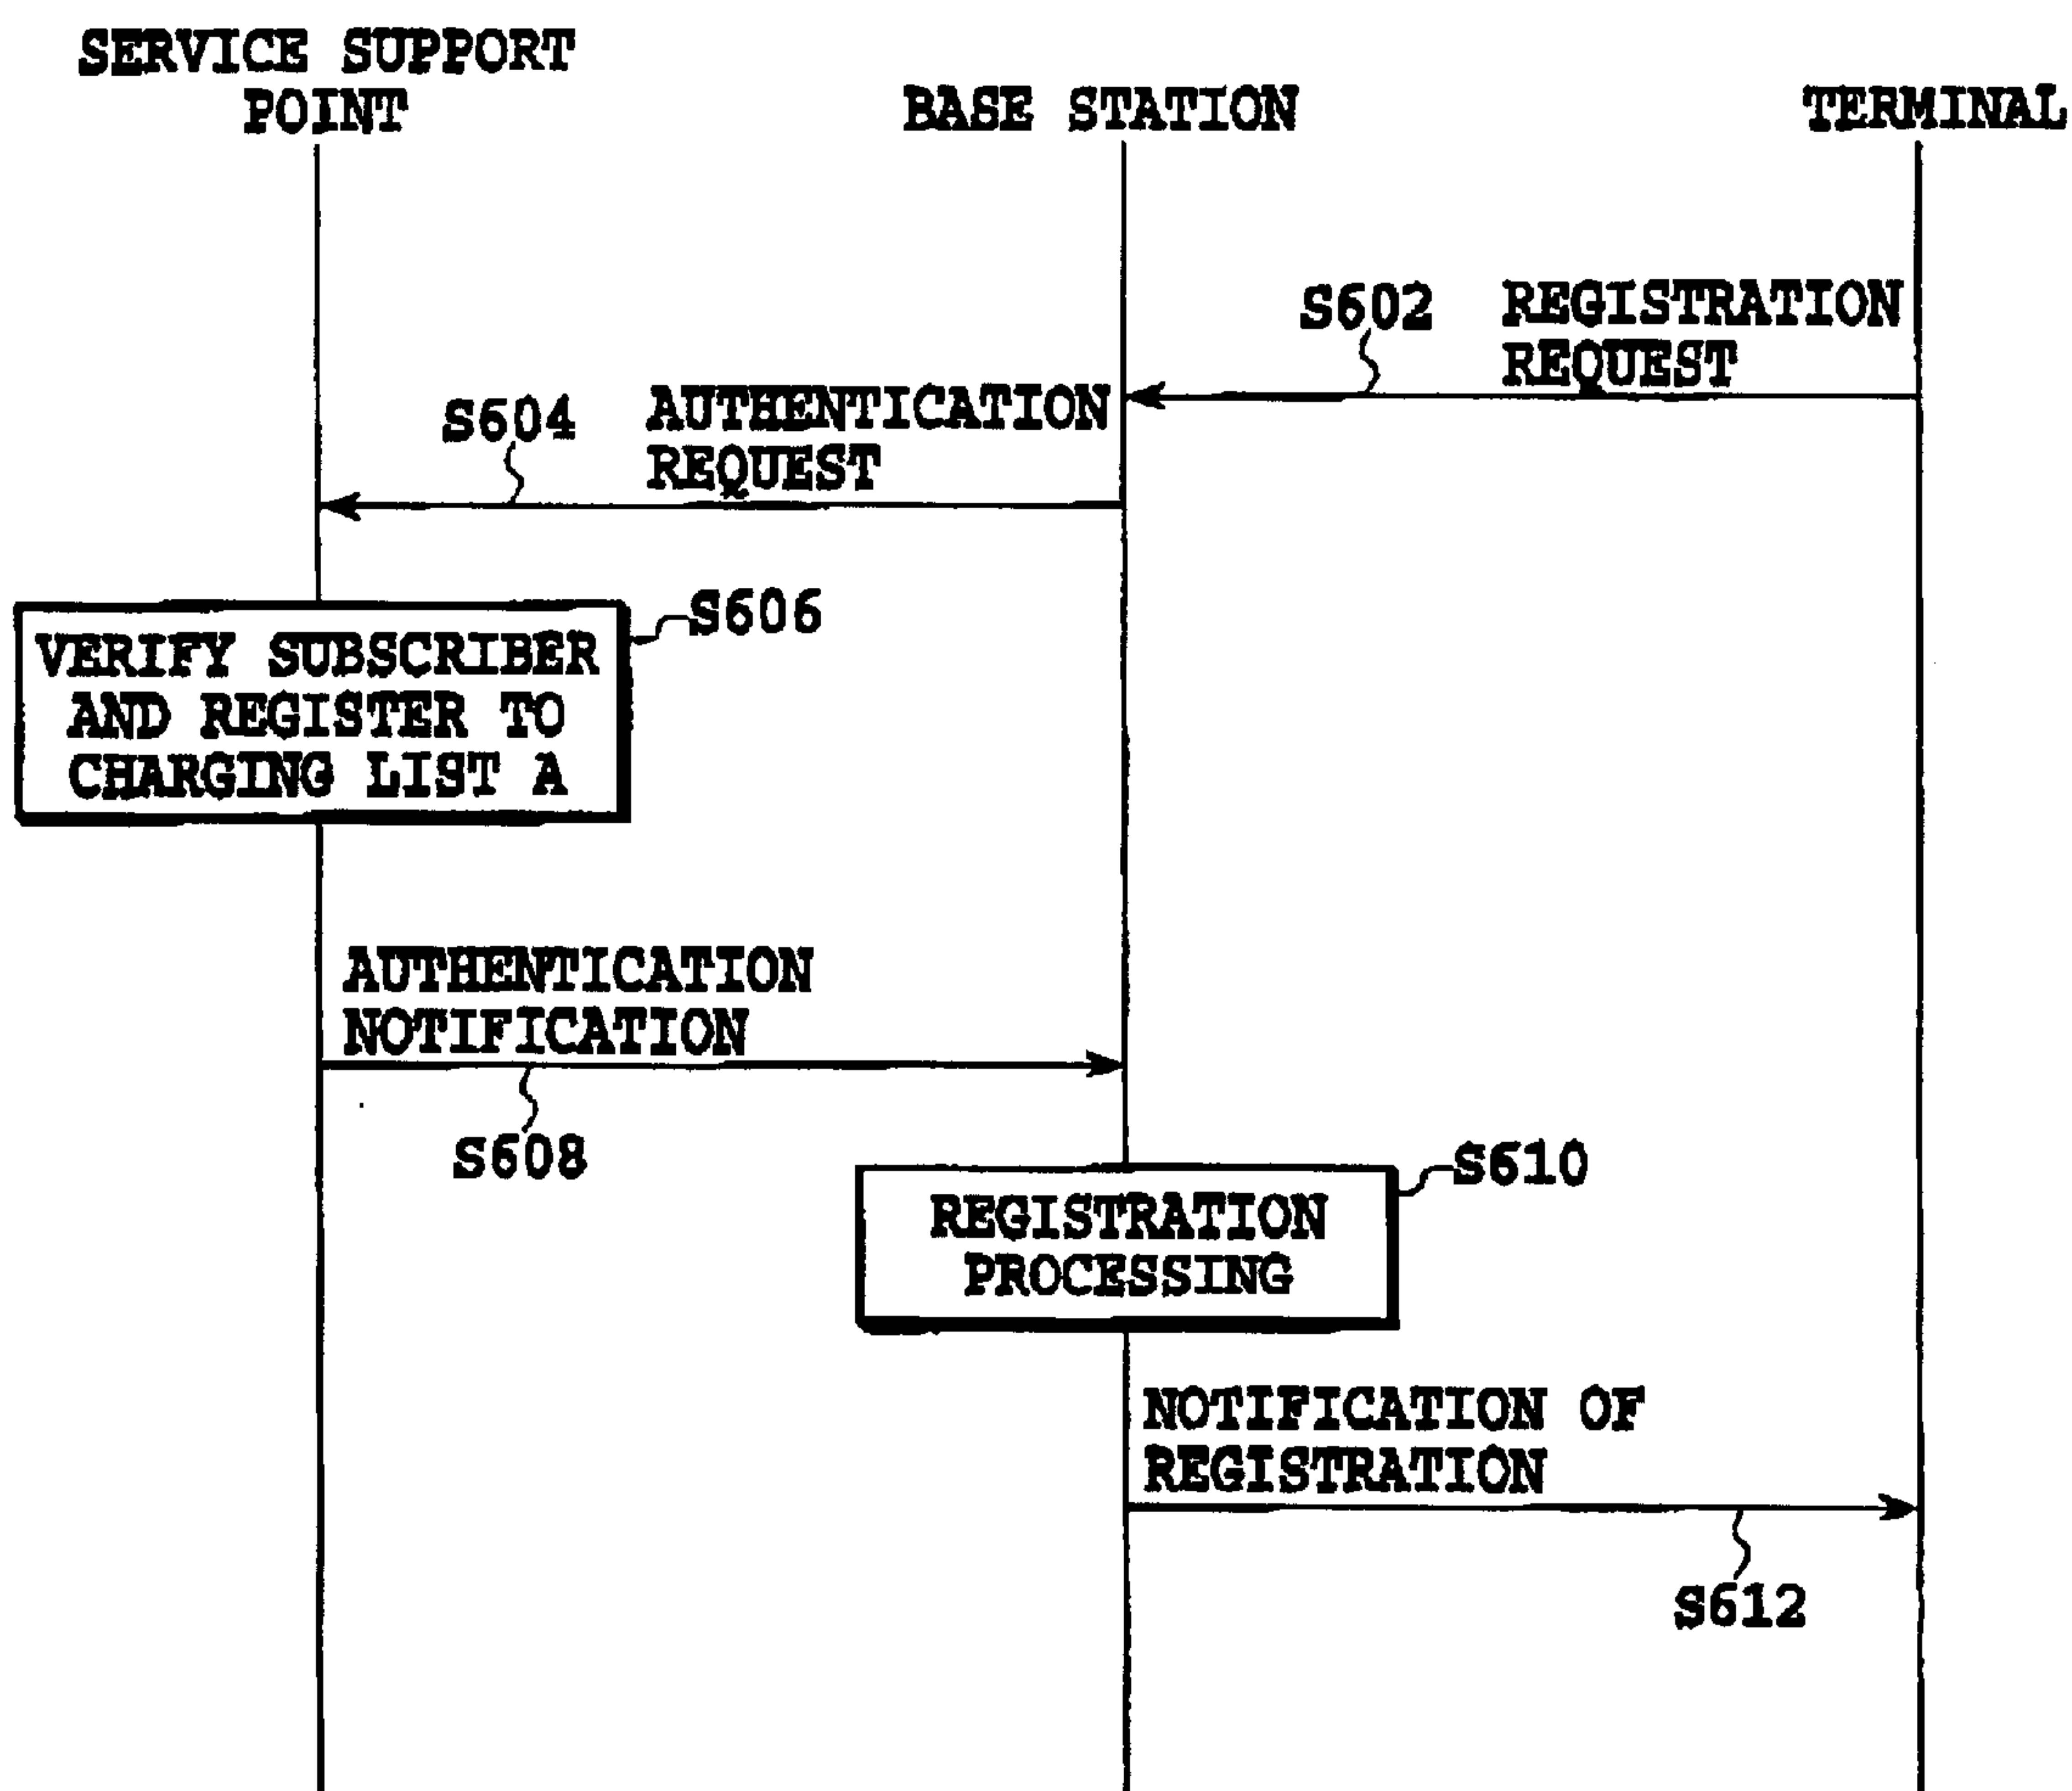 SERVICE SUPPORT
POINT
BASE STATION
TERMINAL
S602
REGISTRATION
REQUEST
S604
AUTHENTICATION
REQUEST
S606
VERIFY SUBSCRIBER
AND REGISTER TO
CHARGING LIST A
AUTHENTICATION
NOTIFICATION
S608
S610
REGISTRATION
PROCESSING
NOTIFICATION OF
REGISTRATION
S612